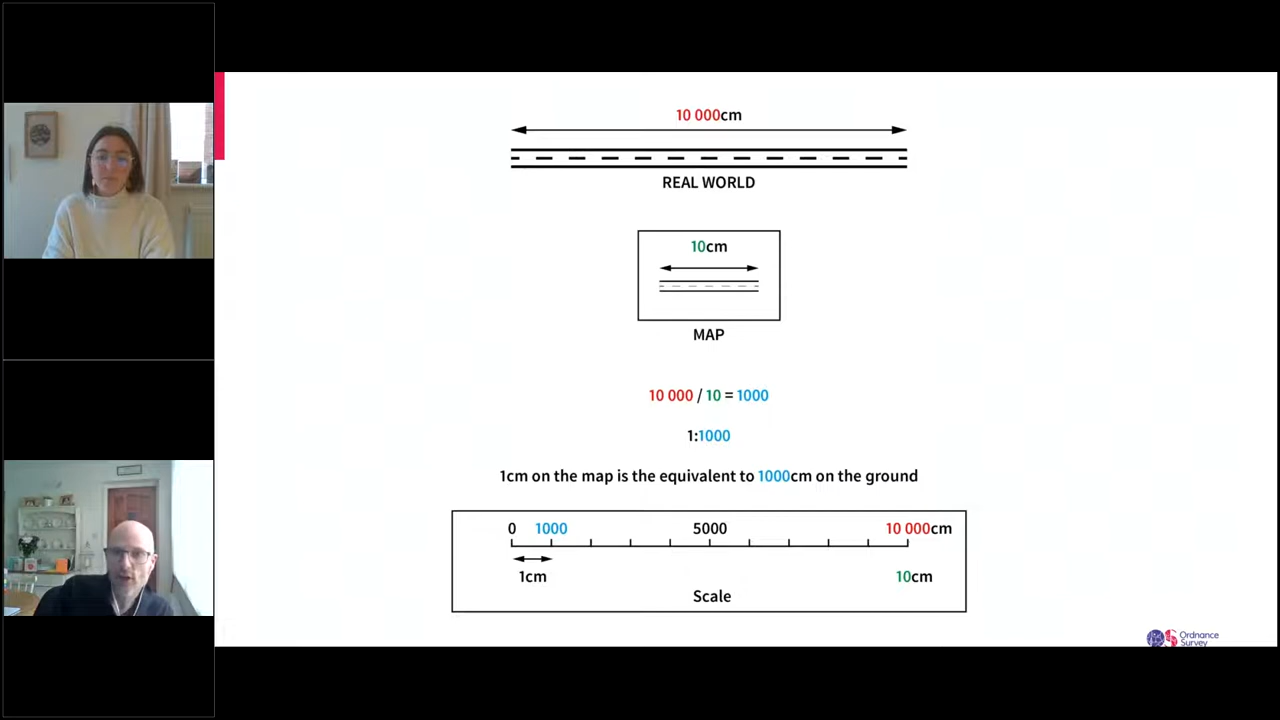 10 000cm
REAL WORLD
10cm
MAP
10 000 / 10 = 1000
1:1000
1cm on the map is the equivalent to 1000cm on the ground
0 1000 5000 10 000cm
1cm 10cm
Scale
Ordnance
Survey